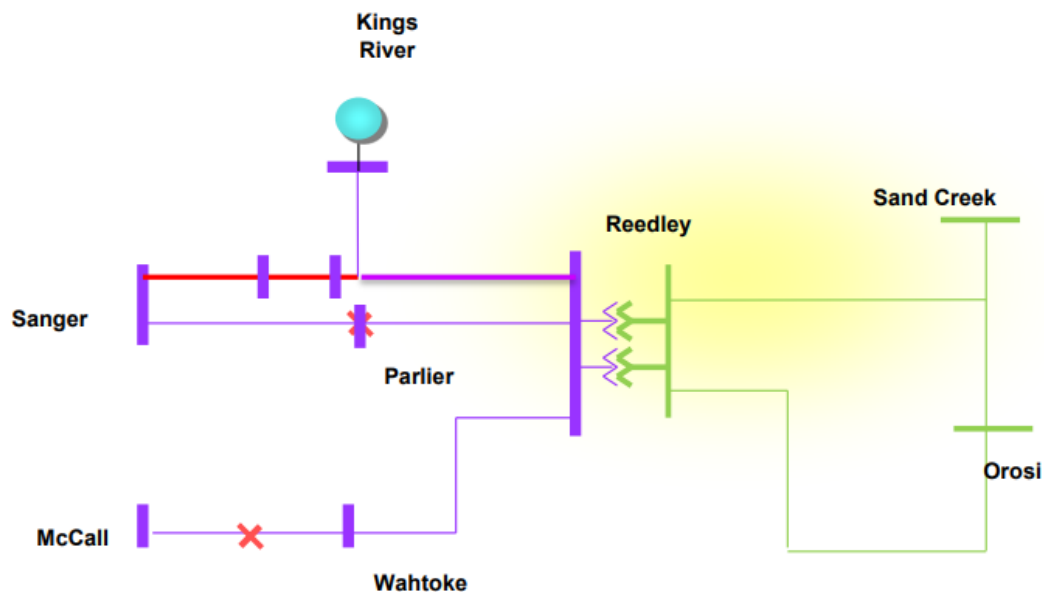 Kings
River
Sand Creek
Reedley
Sanger
Parlier
Orosi
McCall
Wahtoke